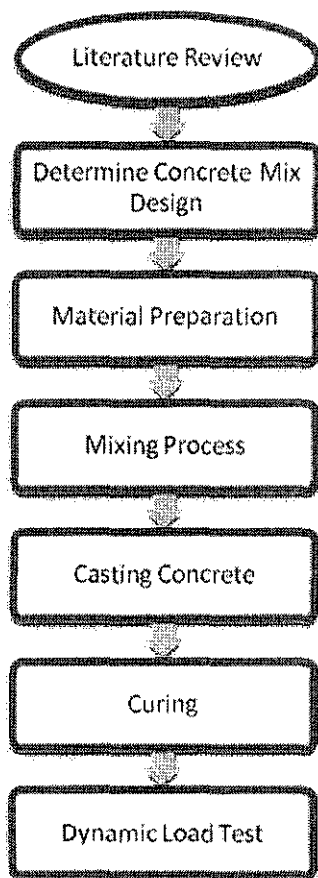 Literature Review
Determine Concrete Mix
Design
Material Preparation
Mixing Process
Casting Concrete
Curing
Dynamic Load Test